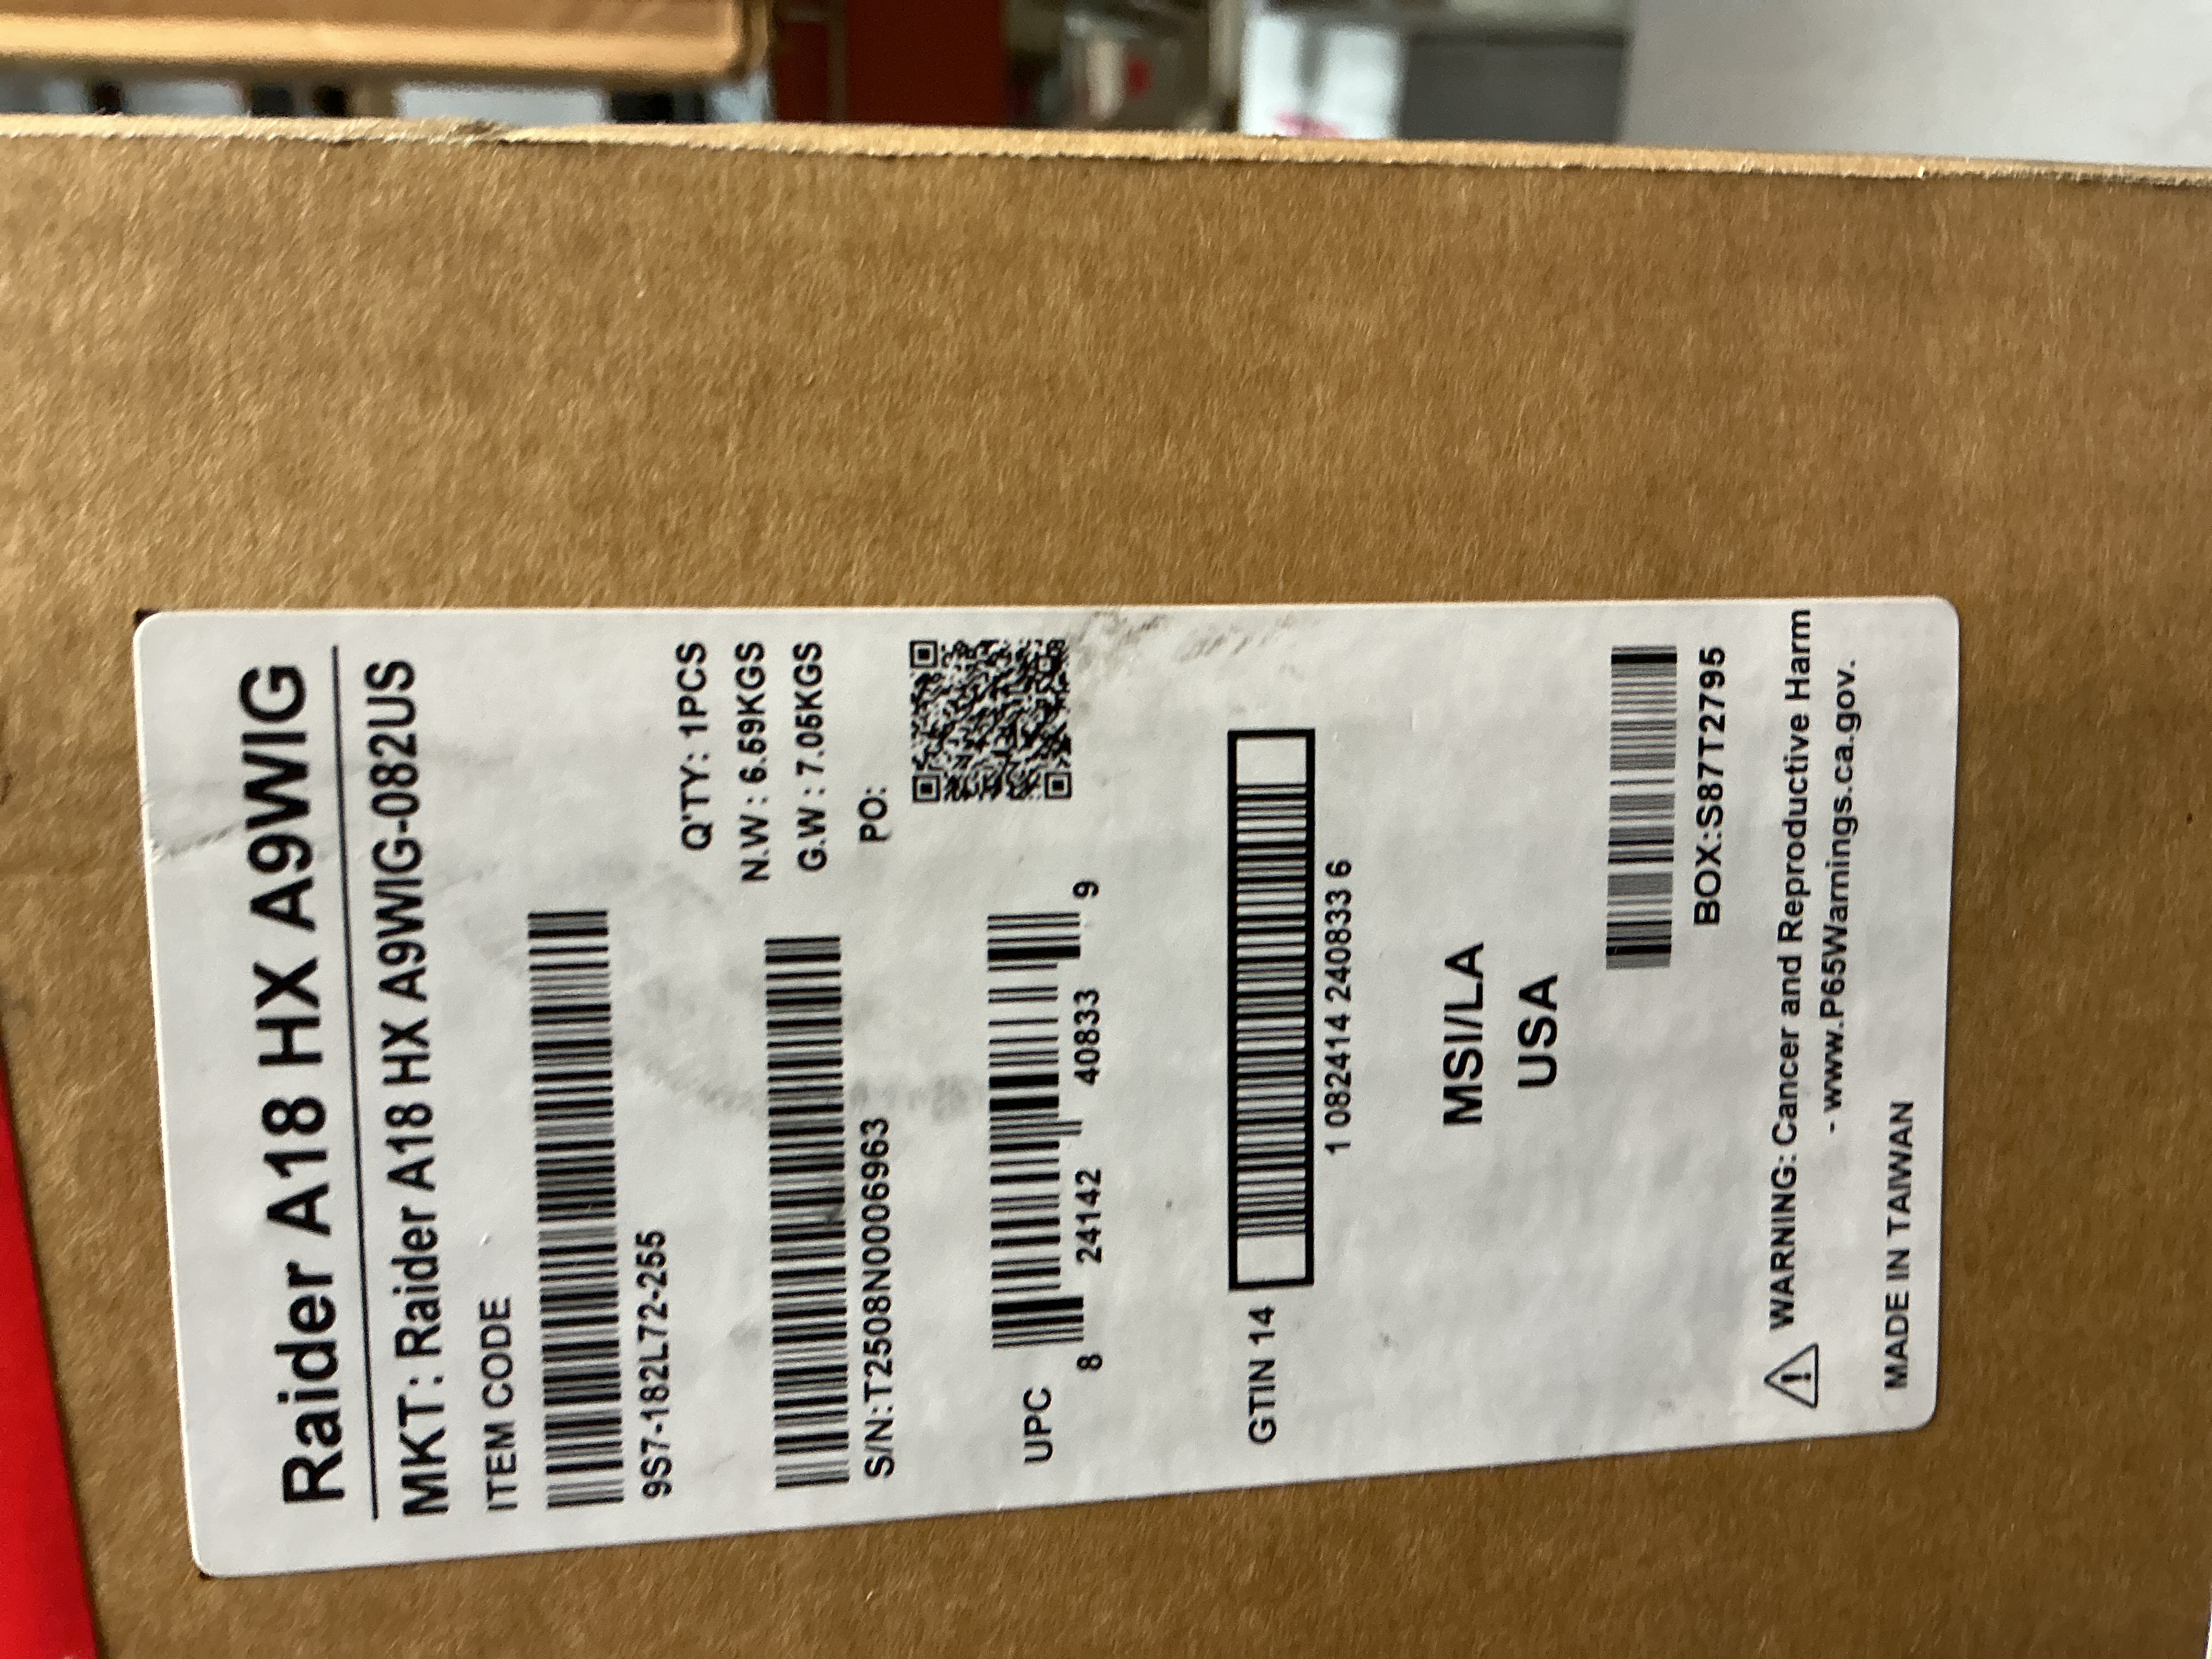 Raider A18 HX A9WIG
MKT: Raider A18 HX A9WIG-082US
ITEM CODE
9S7-182L72-255
Q'TY: 1PCS
N.W : 6.59KGS
G.W : 7.05KGS
S/N:T2508N0006963
PO:
UPC
8 24142 40833 9
GTIN 14
1 082414 240833 6
MSI/LA
USA
BOX:S87T2795
WARNING: Cancer and Reproductive Harm
- www.P65Warnings.ca.gov.
MADE IN TAIWAN